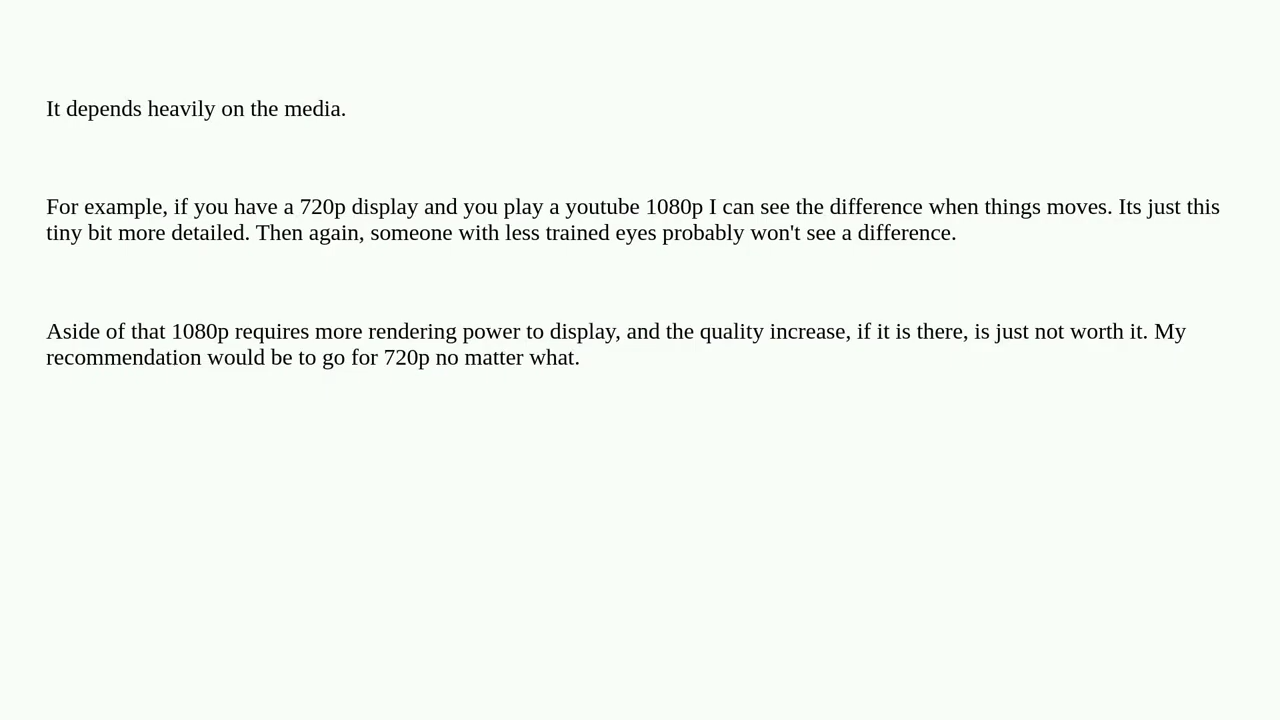 It depends heavily on the media.
For example, if you have a 720p display and you play a youtube 1080p I can see the difference when things moves. Its just this
tiny bit more detailed. Then again, someone with less trained eyes probably won't see a difference.
Aside of that 1080p requires more rendering power to display, and the quality increase, if it is there, is just not worth it. My
recommendation would be to go for 720p no matter what.